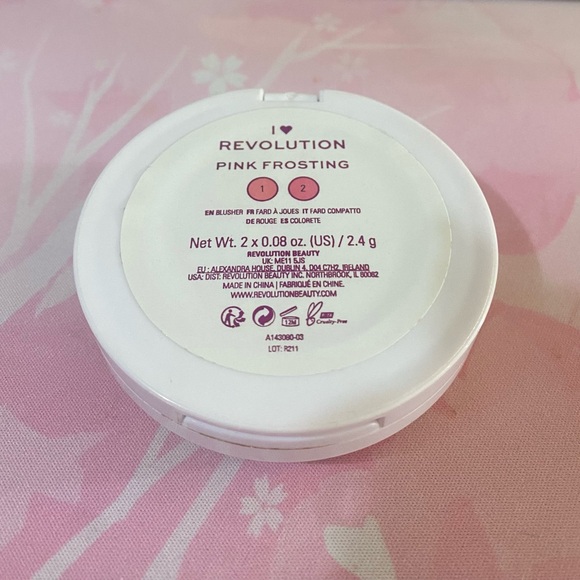 I ♥ REVOLUTION
PINK FROSTING
1 2
EN BLUSHER FR FARD À JOUES IT FARD COMPATTO
DE ROUGE ES COLORETE
Net Wt. 2 x 0.08 oz. (US) / 2.4 g
REVOLUTION BEAUTY
UK: ME11 5JS
EU: ALEXANDRA HOUSE, DUBLIN 4, D04 C7H2, IRELAND
USA: DIST: REVOLUTION BEAUTY INC. NORTHBROOK, IL 60062
MADE IN CHINA | FABRIQUÉ EN CHINE.
WWW.REVOLUTIONBEAUTY.COM
12M
PETA
Cruelty-Free
A143080-03
LOT: R211